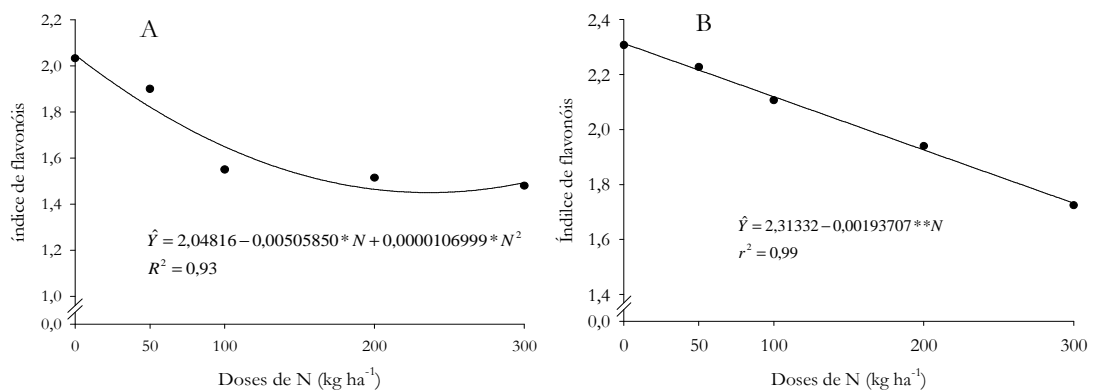 A
índice de flavonóis
2,2
2,0
1,8
1,6
1,4
1,2
1,0
0,0
Ŷ = 2,04816 − 0,00505850 * N + 0,0000106999 * N²
R² = 0,93
0 50 100 200 300
Doses de N (kg ha⁻¹)
B
Índilce de flavonóis
2,4
2,2
2,0
1,8
1,6
1,4
0,0
Ŷ = 2,31332 − 0,00193707 ** N
r² = 0,99
0 50 100 200 300
Doses de N (kg ha⁻¹)